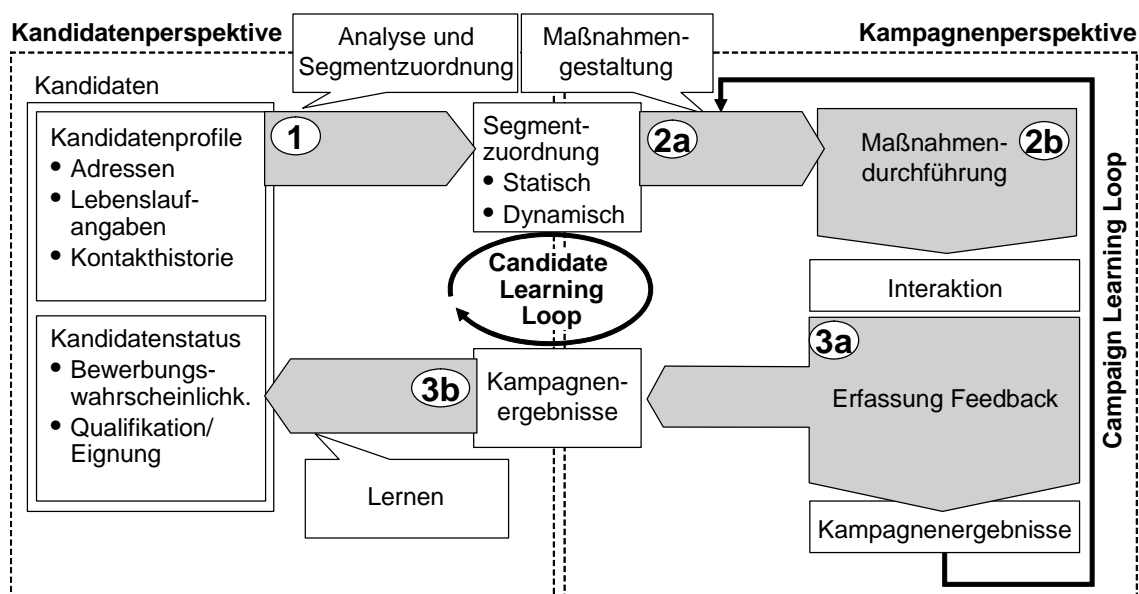 Kandidatenperspektive
Kampagnenperspektive
Analyse und
Segmentzuordnung
Maßnahmen-
gestaltung
Kandidaten
Kandidatenprofile
• Adressen
• Lebenslauf-
angaben
• Kontakthistorie
1
Segment-
zuordnung
• Statisch
• Dynamisch
2a
Maßnahmen-
durchführung
2b
Candidate
Learning
Loop
Interaktion
Campaign Learning Loop
Kandidatenstatus
• Bewerbungs-
wahrscheinlichk.
• Qualifikation/
Eignung
3b
Kampagnen-
ergebnisse
3a
Erfassung Feedback
Lernen
Kampagnenergebnisse